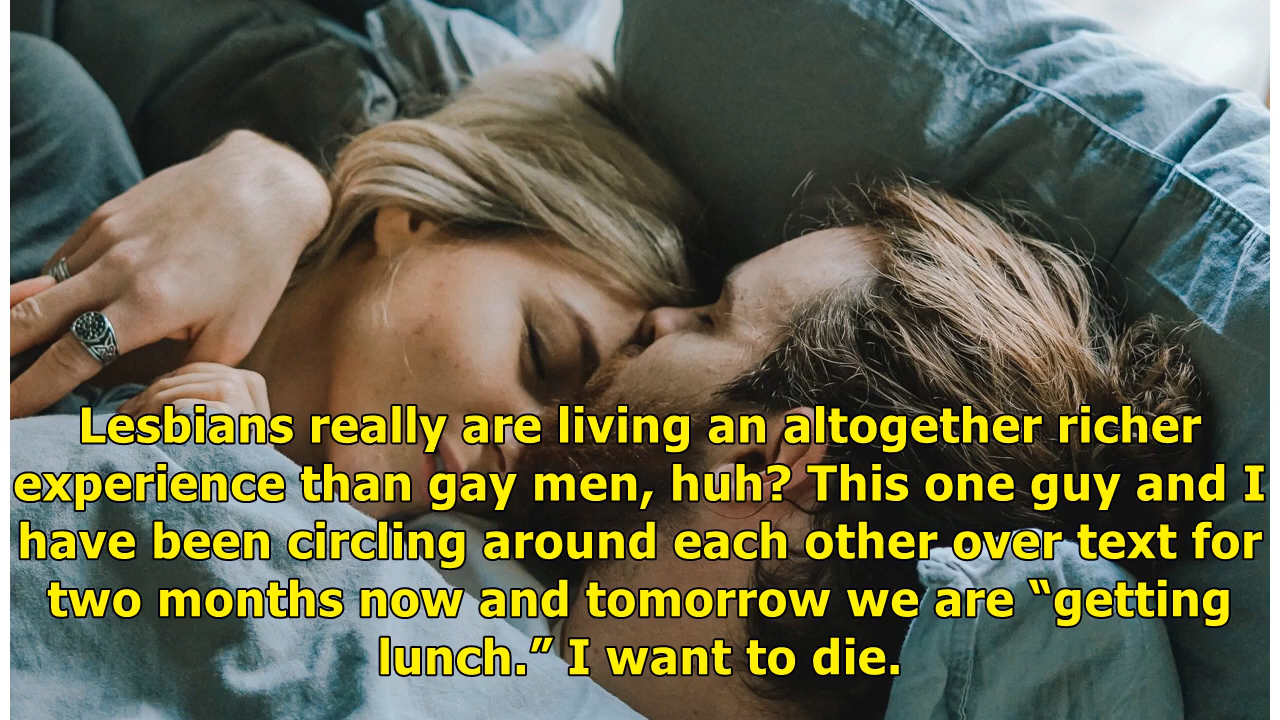 Lesbians really are living an altogether richer
experience than gay men, huh? This one guy and I
have been circling around each other over text for
two months now and tomorrow we are “getting
lunch.” I want to die.